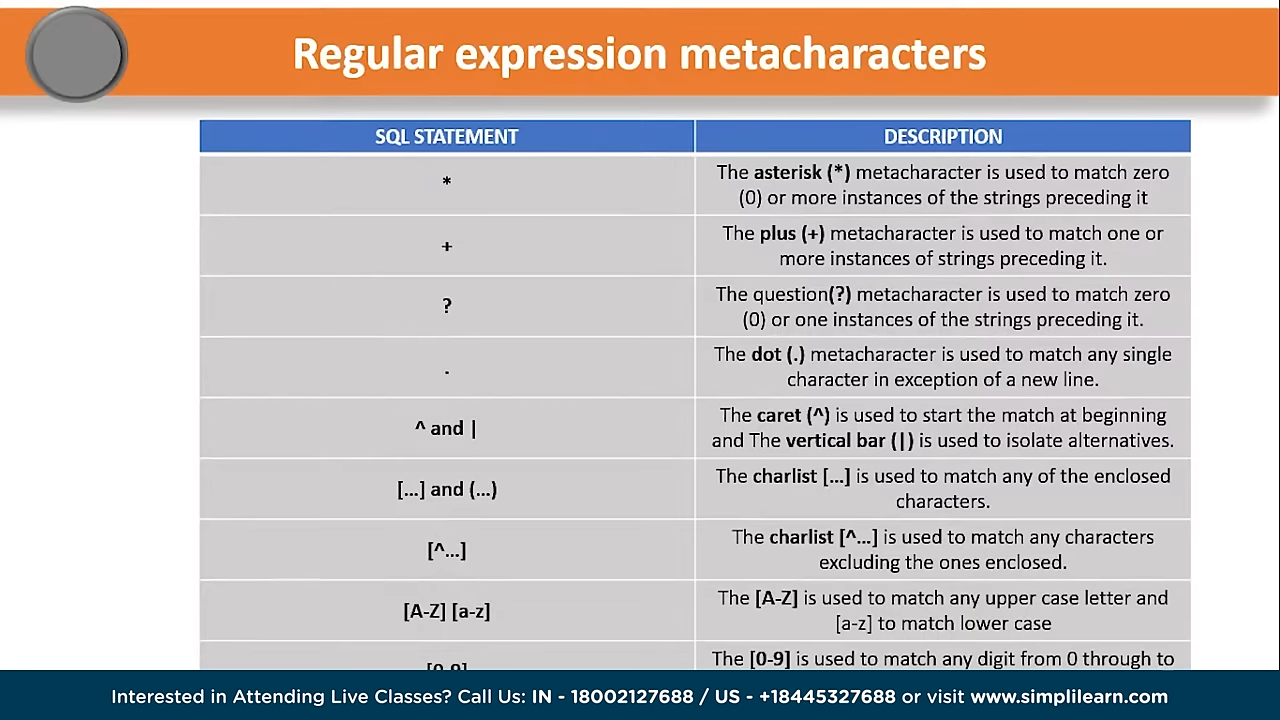 Regular expression metacharacters
SQL STATEMENT
DESCRIPTION
*
The asterisk (*) metacharacter is used to match zero
(0) or more instances of the strings preceding it
+
The plus (+) metacharacter is used to match one or
more instances of strings preceding it.
?
The question(?) metacharacter is used to match zero
(0) or one instances of the strings preceding it.
.
The dot (.) metacharacter is used to match any single
character in exception of a new line.
^ and |
The caret (^) is used to start the match at beginning
and The vertical bar (|) is used to isolate alternatives.
[...] and (...)
The charlist [...] is used to match any of the enclosed
characters.
[^...]
The charlist [^...] is used to match any characters
excluding the ones enclosed.
[A-Z] [a-z]
The [A-Z] is used to match any upper case letter and
[a-z] to match lower case
[0-9]
The [0-9] is used to match any digit from 0 through to
Interested in Attending Live Classes? Call Us: IN - 18002127688 / US - +18445327688 or visit www.simplilearn.com